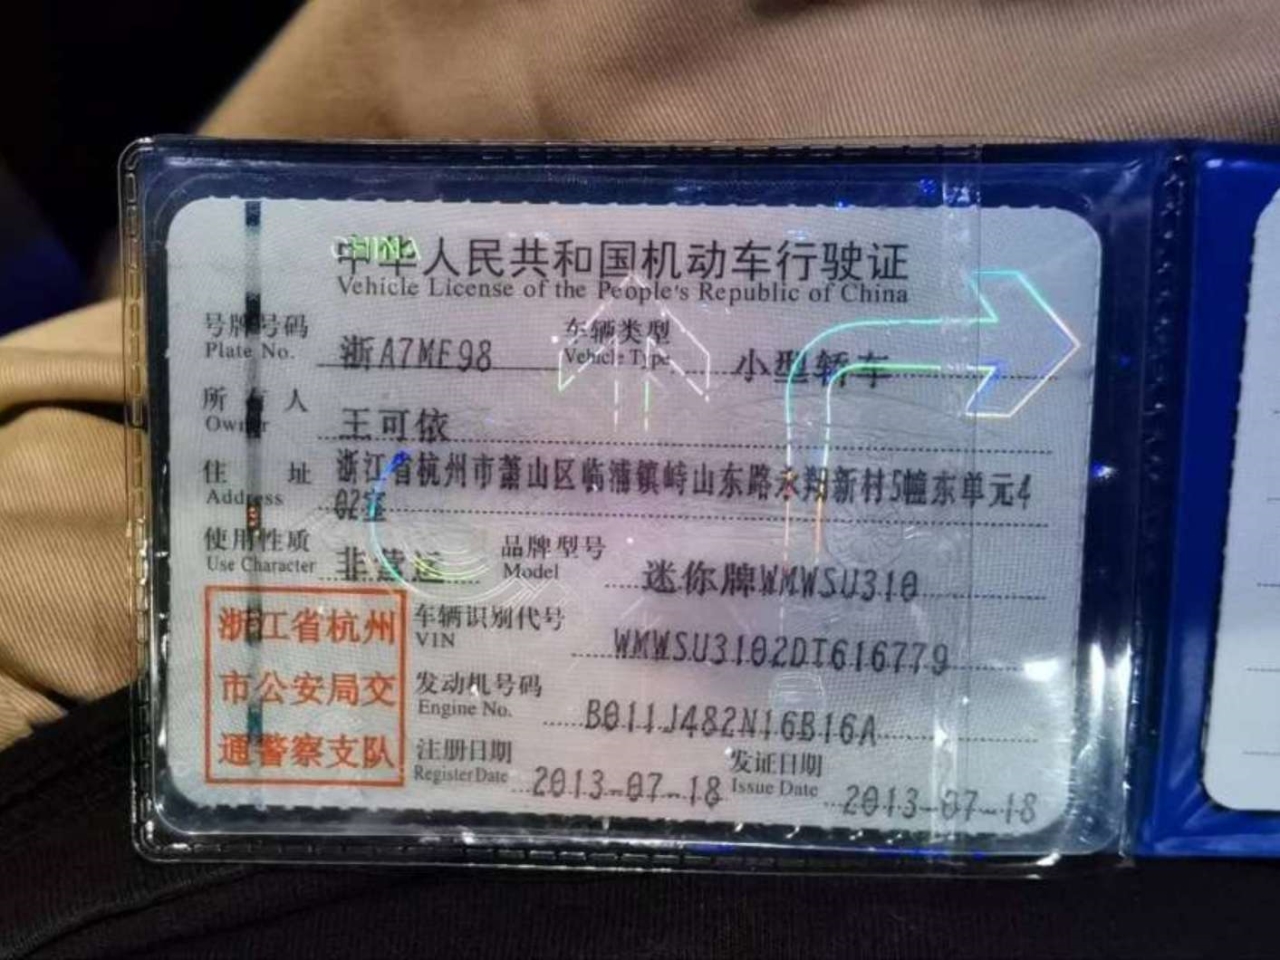 中华人民共和国机动车行驶证
Vehicle License of the People's Republic of China
号牌号码 浙A7ME98 车辆类型 小型轿车
Plate No. Vehicle Type
所有人 王可依
Owner
住址 浙江省杭州市萧山区临浦镇峙山东路永翔新村5幢东单元4
Address 02室
使用性质 非营运 品牌型号 迷你牌WMWSU310
Use Character Model
浙江省杭州
市公安局交
通警察支队
车辆识别代号 WMWSU3102DT616779
VIN
发动机号码 B011J482N16B16A
Engine No.
注册日期 2013-07-18 发证日期 2013-07-18
Register Date Issue Date